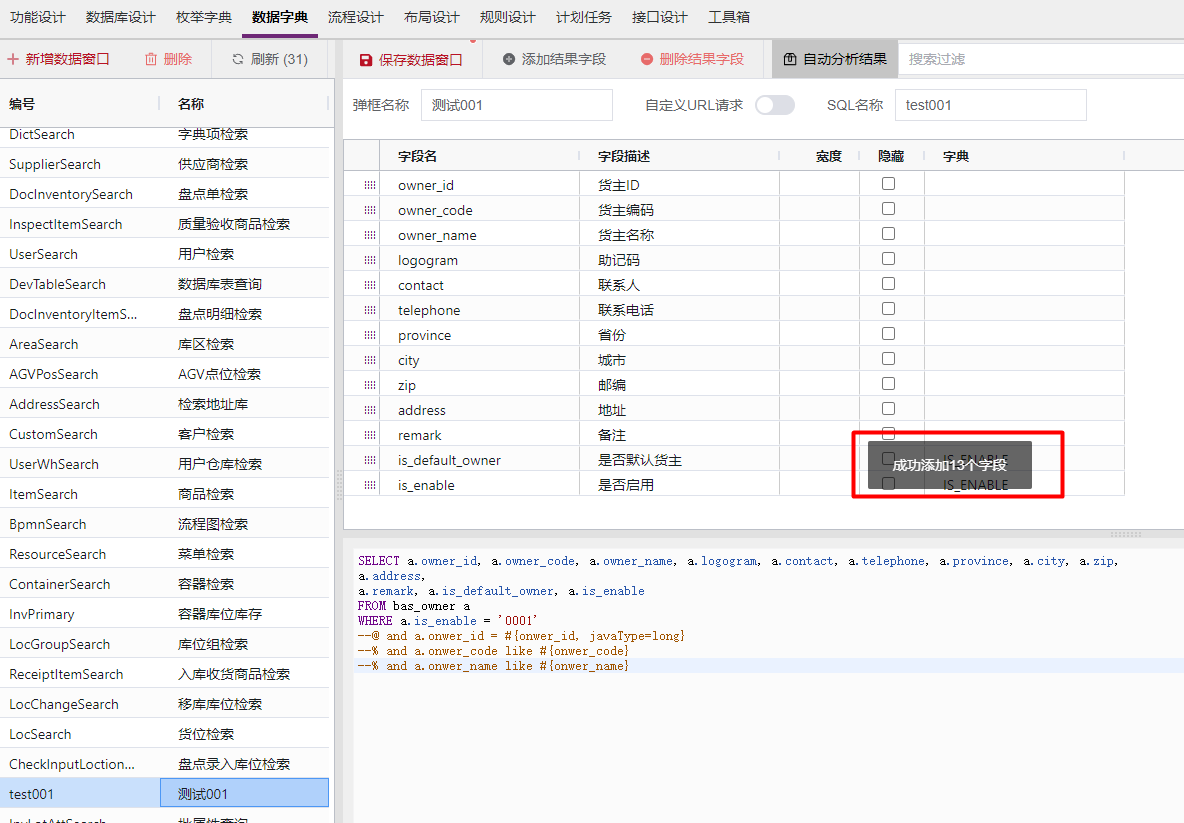 功能设计 数据库设计 枚举字典 数据字典 流程设计 布局设计 规则设计 计划任务 接口设计 工具箱
新增数据窗口 删除 刷新 (31) 保存数据窗口 添加结果字段 删除结果字段 自动分析结果 搜索过滤
编号 名称
DictSearch 字典项检索
SupplierSearch 供应商检索
DocInventorySearch 盘点单检索
InspectItemSearch 质量验收商品检索
UserSearch 用户检索
DevTableSearch 数据库表查询
DocInventoryItemS... 盘点明细检索
AreaSearch 库区检索
AGVPosSearch AGV点位检索
AddressSearch 检索地址库
CustomSearch 客户检索
UserWhSearch 用户仓库检索
ItemSearch 商品检索
BpmnSearch 流程图检索
ResourceSearch 菜单检索
ContainerSearch 容器检索
InvPrimary 容器库位库存
LocGroupSearch 库位组检索
ReceiptItemSearch 入库收货商品检索
LocChangeSearch 移库库位检索
LocSearch 货位检索
CheckInputLoction... 盘点录入库位检索
test001 测试001
弹框名称 测试001 自定义URL请求 SQL名称 test001
字段名 字段描述 宽度 隐藏 字典
owner_id 货主ID
owner_code 货主编码
owner_name 货主名称
logogram 助记码
contact 联系人
telephone 联系电话
province 省份
city 城市
zip 邮编
address 地址
remark 备注
is_default_owner 是否默认货主 IS_ENABLE
成功添加13个字段
is_enable 是否启用 IS_ENABLE
SELECT a.owner_id, a.owner_code, a.owner_name, a.logogram, a.contact, a.telephone, a.province, a.city, a.zip,
a.address,
a.remark, a.is_default_owner, a.is_enable
FROM bas_owner a
WHERE a.is_enable = '0001'
--@ and a.onwer_id = #{onwer_id, javaType=long}
--% and a.onwer_code like #{onwer_code}
--% and a.onwer_name like #{onwer_name}